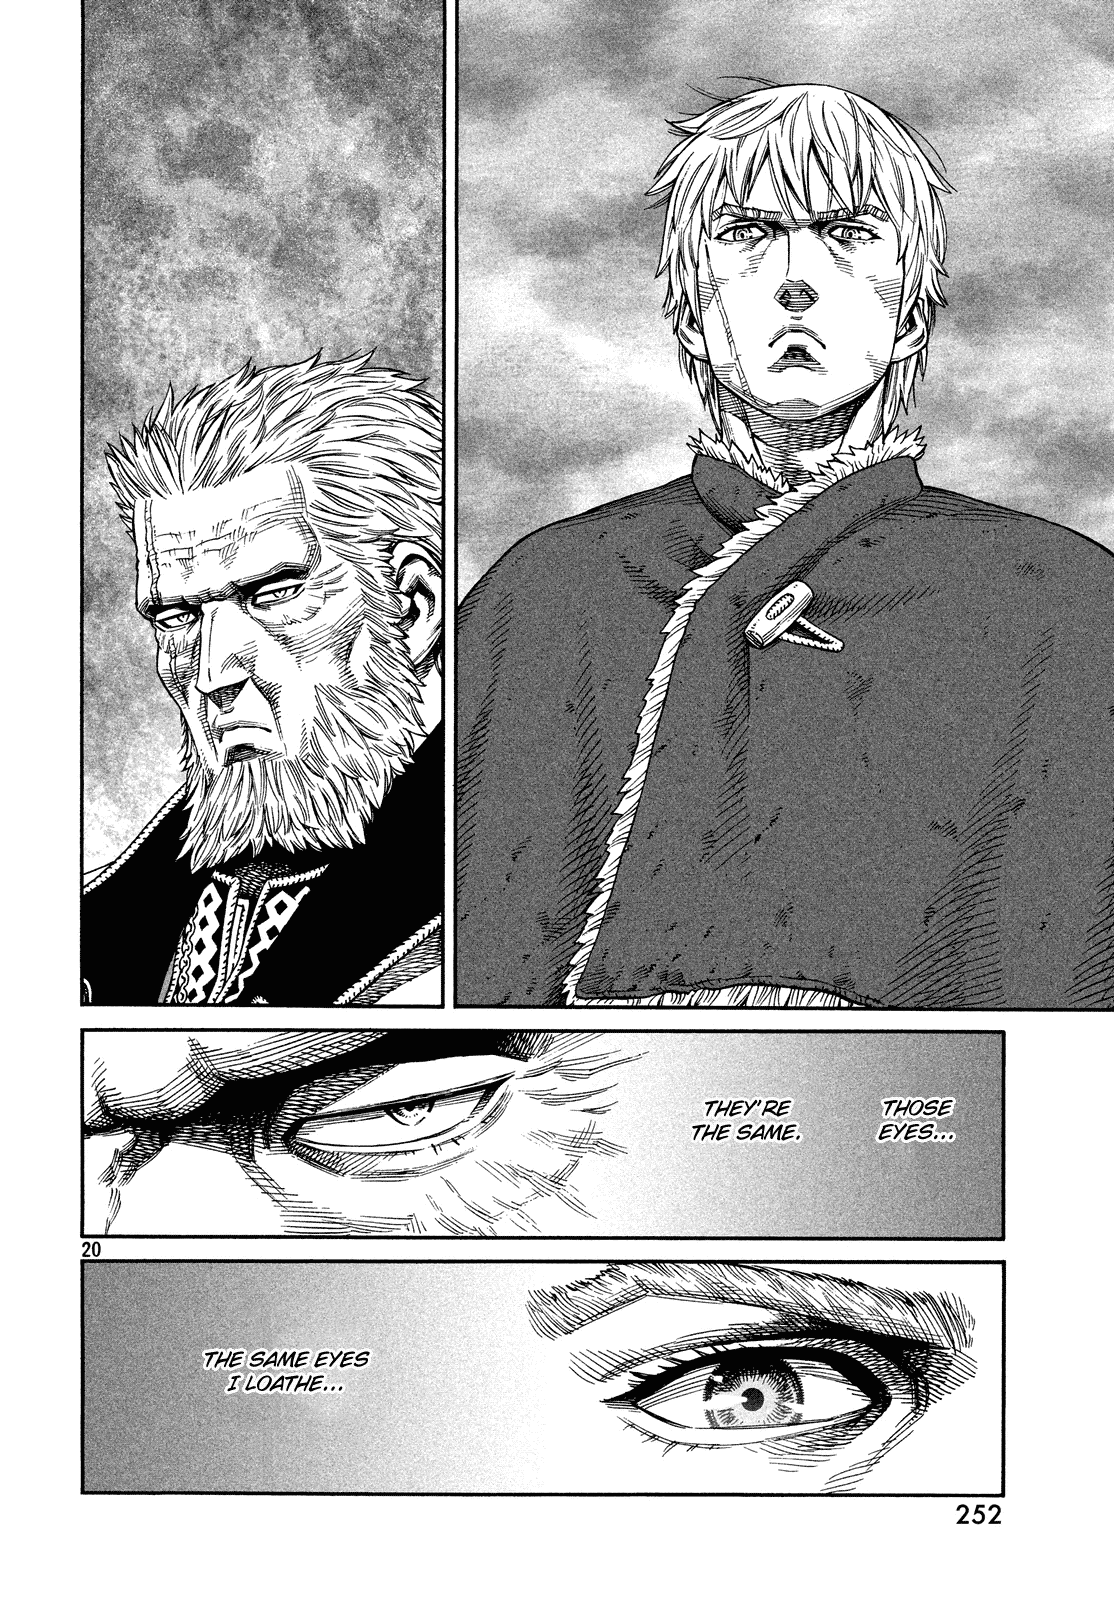 THOSE
EYES...
THEY'RE
THE SAME.
20
THE SAME EYES
I LOATHE...
252